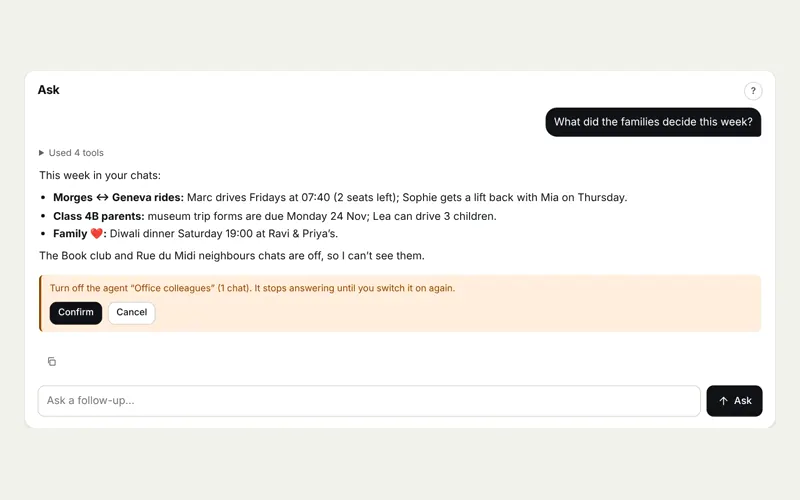 Ask
?
What did the families decide this week?
Used 4 tools
This week in your chats:
• Morges ↔ Geneva rides: Marc drives Fridays at 07:40 (2 seats left); Sophie gets a lift back with Mia on Thursday.
• Class 4B parents: museum trip forms are due Monday 24 Nov; Lea can drive 3 children.
• Family ❤️: Diwali dinner Saturday 19:00 at Ravi & Priya’s.
The Book club and Rue du Midi neighbours chats are off, so I can’t see them.
Turn off the agent “Office colleagues” (1 chat). It stops answering until you switch it on again.
Confirm Cancel
Ask a follow-up... ↑ Ask